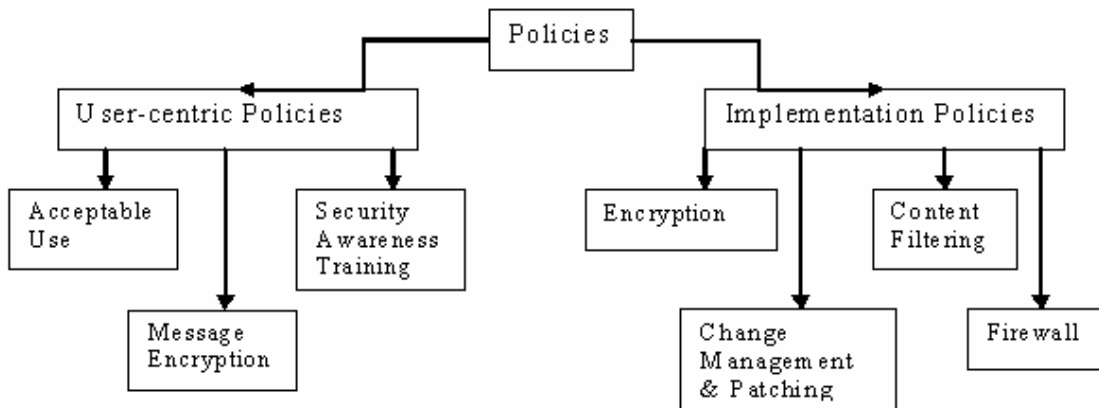 Policies
User-centric Policies
Implementation Policies
Acceptable
Use
Security
Awareness
Training
Encryption
Content
Filtering
Message
Encryption
Change
Management
& Patching
Firewall